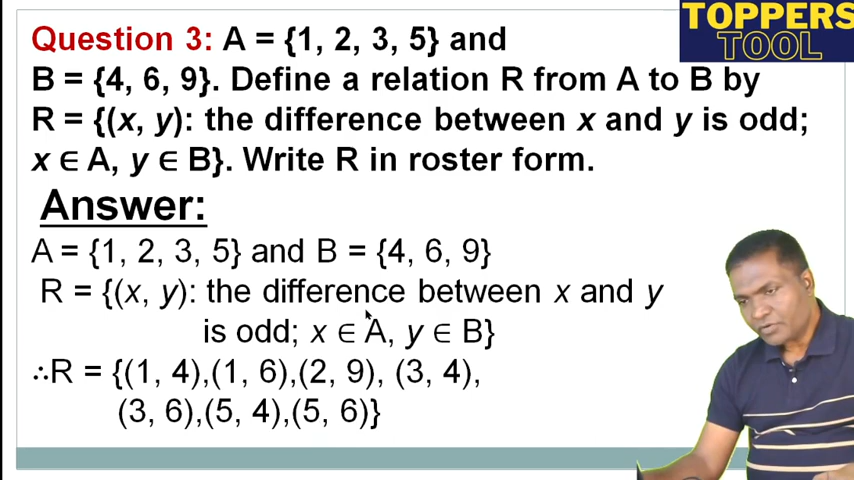 Question 3: A = {1, 2, 3, 5} and
B = {4, 6, 9}. Define a relation R from A to B by
R = {(x, y): the difference between x and y is odd;
x ∈ A, y ∈ B}. Write R in roster form.
Answer:
A = {1, 2, 3, 5} and B = {4, 6, 9}
R = {(x, y): the difference between x and y
is odd; x ∈ A, y ∈ B}
∴R = {(1, 4),(1, 6),(2, 9), (3, 4),
(3, 6),(5, 4),(5, 6)}
TOPPERS
TOOL